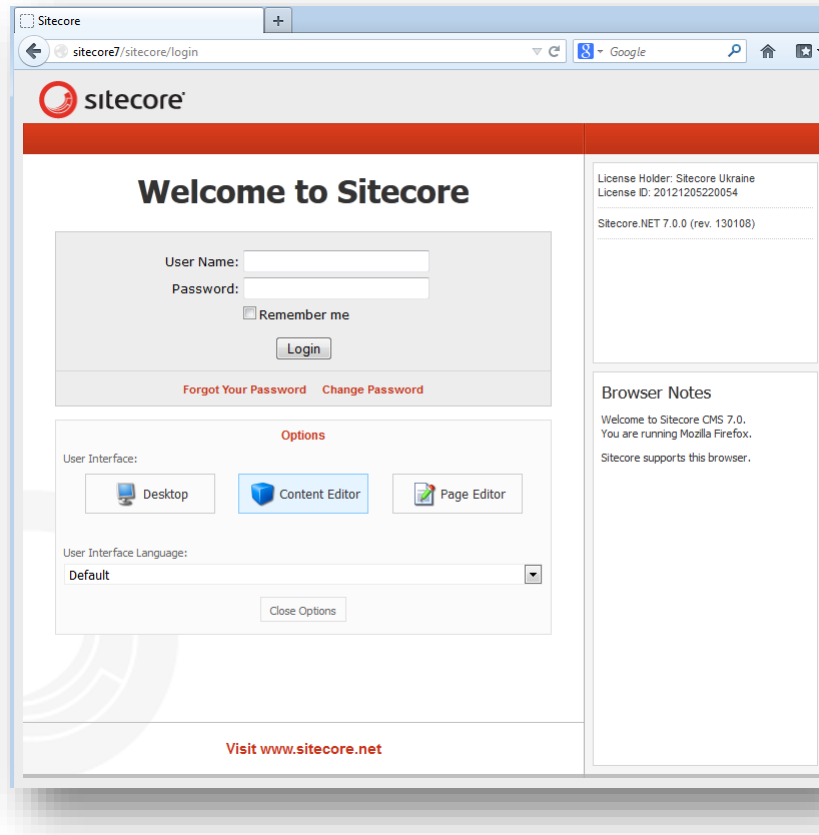 Sitecore
sitecore7/sitecore/login
Google
sitecore
Welcome to Sitecore
User Name:
Password:
Remember me
Login
Forgot Your Password Change Password
Options
User Interface:
Desktop Content Editor Page Editor
User Interface Language:
Default
Close Options
Visit www.sitecore.net
License Holder: Sitecore Ukraine
License ID: 20121205220054
Sitecore.NET 7.0.0 (rev. 130108)
Browser Notes
Welcome to Sitecore CMS 7.0.
You are running Mozilla Firefox.
Sitecore supports this browser.